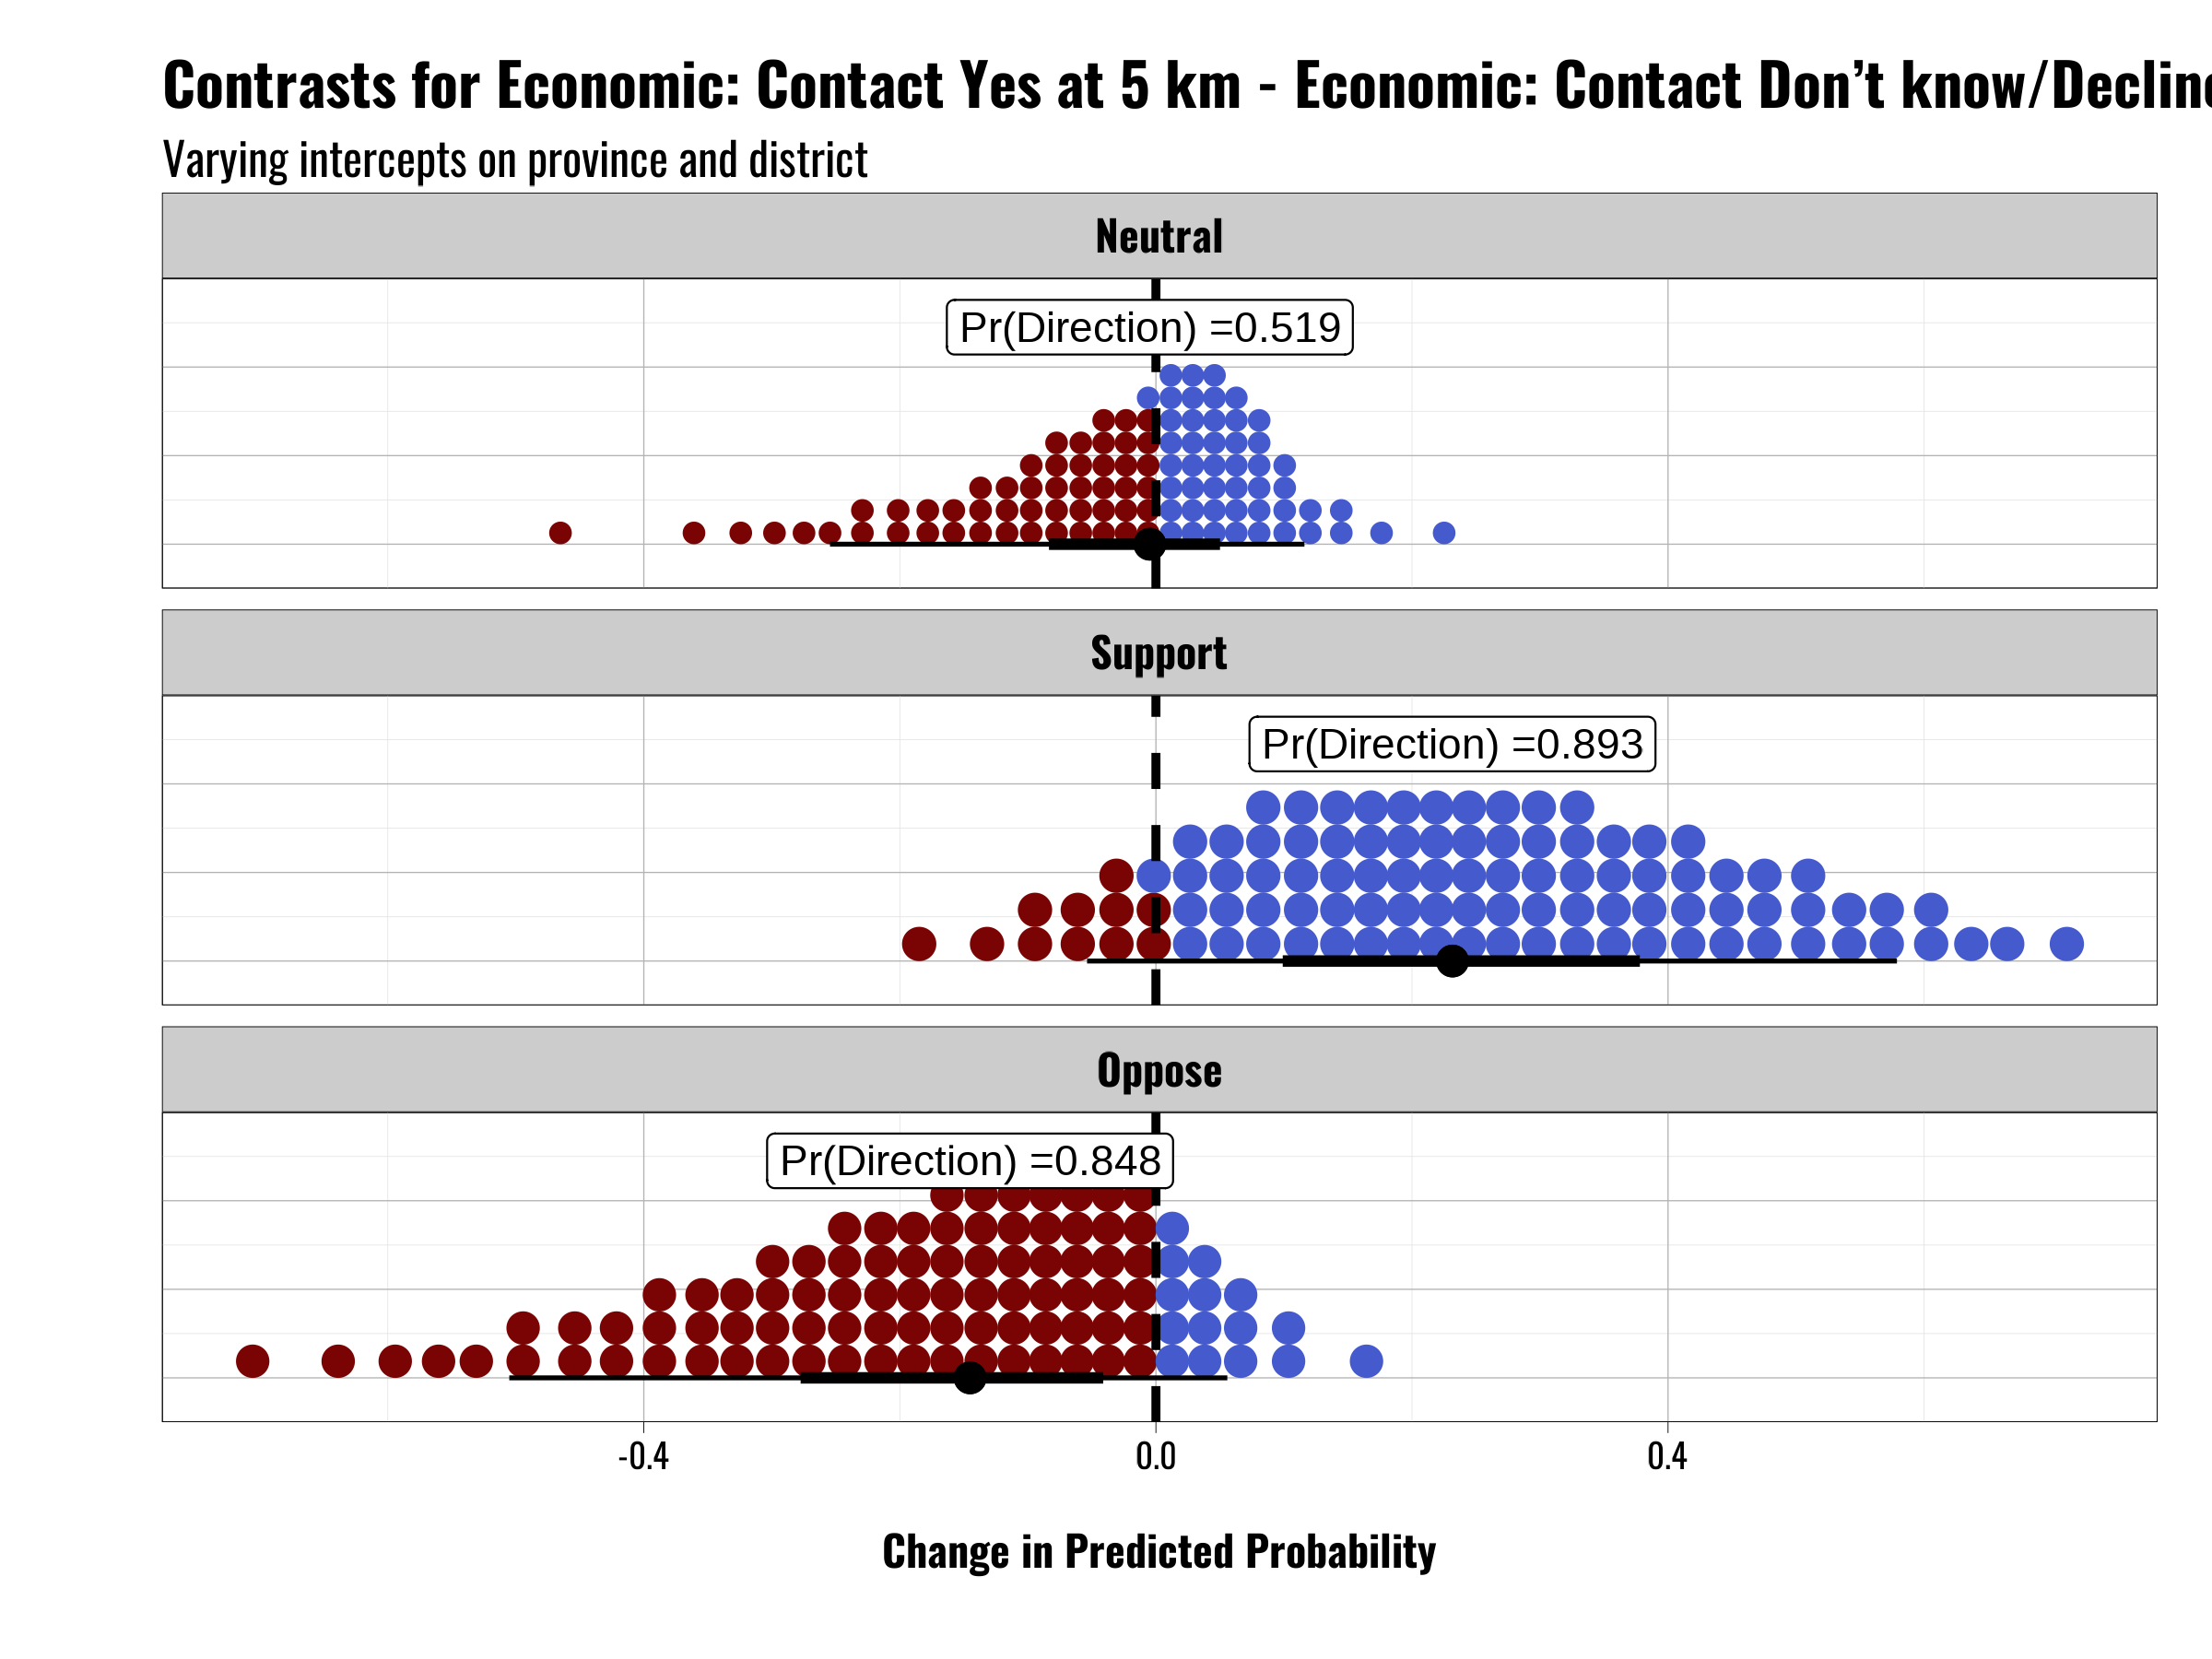 Contrasts for Economic: Contact Yes at 5 km - Economic: Contact Don’t know/Decline
Varying intercepts on province and district
Neutral
Pr(Direction) =0.519
Support
Pr(Direction) =0.893
Oppose
Pr(Direction) =0.848
-0.4 0.0 0.4
Change in Predicted Probability